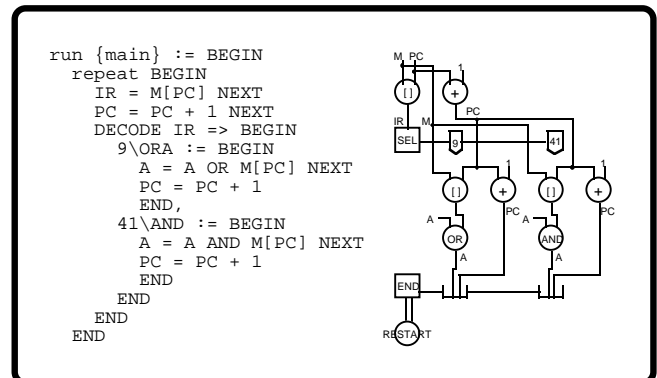 run {main} := BEGIN
repeat BEGIN
IR = M[PC] NEXT
PC = PC + 1 NEXT
DECODE IR => BEGIN
9\ORA := BEGIN
A = A OR M[PC] NEXT
PC = PC + 1
END,
41\AND := BEGIN
A = A AND M[PC] NEXT
PC = PC + 1
END
END
END
END
M PC 1
[ ] +
PC
IR M
SEL 9 41
1 1
[ ] + [ ] +
A PC A PC
OR AND
A A
END
RESTART